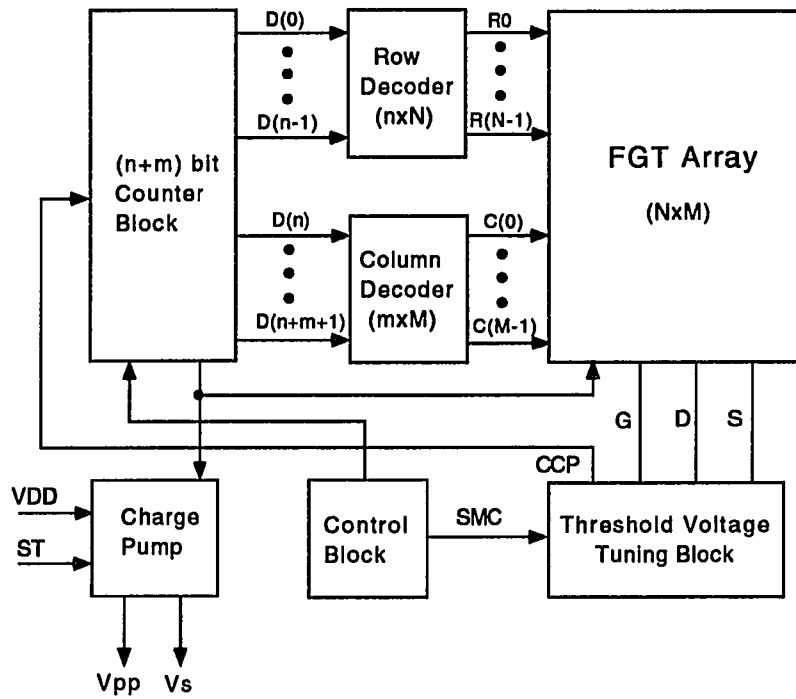 D(0)
R0
Row
Decoder
(nxN)
D(n-1)
R(N-1)
(n+m) bit
Counter
Block
FGT Array
(NxM)
D(n)
C(0)
Column
Decoder
(mxM)
D(n+m+1)
C(M-1)
G
D
S
CCP
VDD
ST
Charge
Pump
Control
Block
SMC
Threshold Voltage
Tuning Block
Vpp
Vs